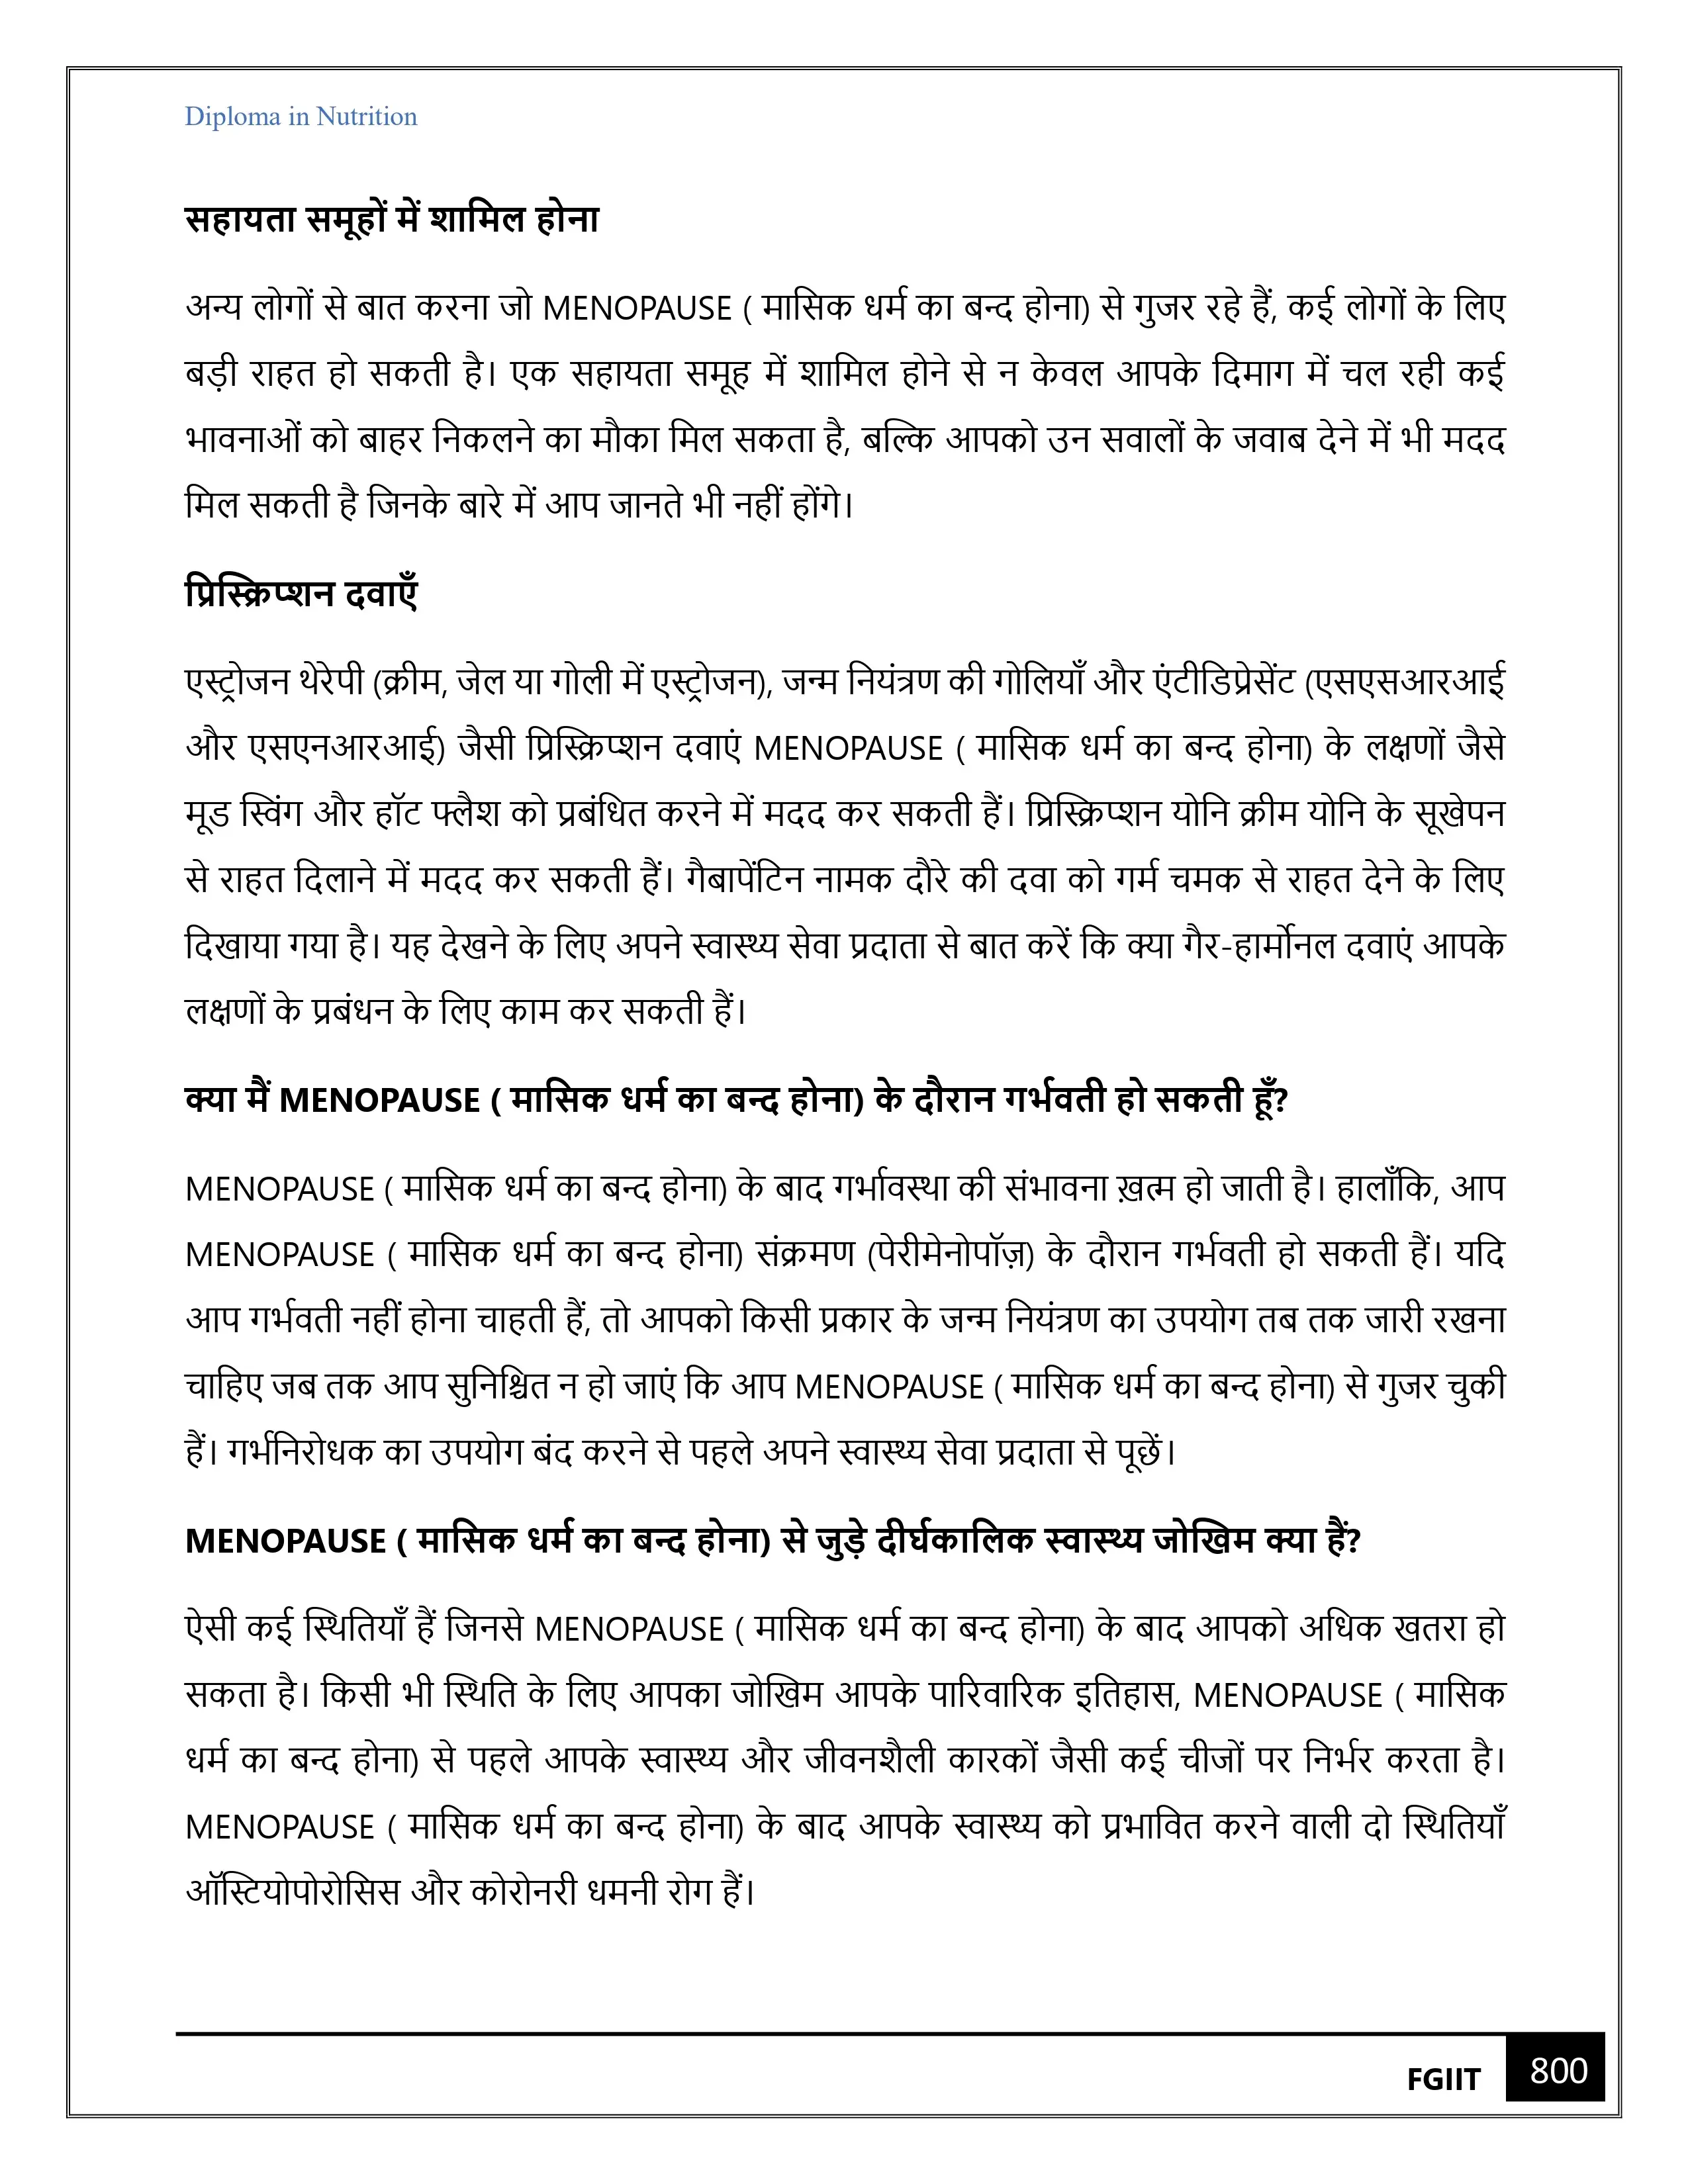 Diploma in Nutrition
सहायता समूहों में शामिल होना
अन्य लोगों से बात करना जो MENOPAUSE ( मासिक धर्म का बन्द होना) से गुजर रहे हैं, कई लोगों के लिए
बड़ी राहत हो सकती है। एक सहायता समूह में शामिल होने से न केवल आपके दिमाग में चल रही कई
भावनाओं को बाहर निकलने का मौका मिल सकता है, बल्कि आपको उन सवालों के जवाब देने में भी मदद
मिल सकती है जिनके बारे में आप जानते भी नहीं होंगे।
प्रिस्क्रिप्शन दवाएँ
एस्ट्रोजन थेरेपी (क्रीम, जेल या गोली में एस्ट्रोजन), जन्म नियंत्रण की गोलियाँ और एंटीडिप्रेसेंट (एसएसआरआई
और एसएनआरआई) जैसी प्रिस्क्रिप्शन दवाएं MENOPAUSE ( मासिक धर्म का बन्द होना) के लक्षणों जैसे
मूड स्विंग और हॉट फ्लैश को प्रबंधित करने में मदद कर सकती हैं। प्रिस्क्रिप्शन योनि क्रीम योनि के सूखेपन
से राहत दिलाने में मदद कर सकती हैं। गैबापेंटिन नामक दौरे की दवा को गर्म चमक से राहत देने के लिए
दिखाया गया है। यह देखने के लिए अपने स्वास्थ्य सेवा प्रदाता से बात करें कि क्या गैर-हार्मोनल दवाएं आपके
लक्षणों के प्रबंधन के लिए काम कर सकती हैं।
क्या मैं MENOPAUSE ( मासिक धर्म का बन्द होना) के दौरान गर्भवती हो सकती हूँ?
MENOPAUSE ( मासिक धर्म का बन्द होना) के बाद गर्भावस्था की संभावना ख़त्म हो जाती है। हालाँकि, आप
MENOPAUSE ( मासिक धर्म का बन्द होना) संक्रमण (पेरीमेनोपॉज़) के दौरान गर्भवती हो सकती हैं। यदि
आप गर्भवती नहीं होना चाहती हैं, तो आपको किसी प्रकार के जन्म नियंत्रण का उपयोग तब तक जारी रखना
चाहिए जब तक आप सुनिश्चित न हो जाएं कि आप MENOPAUSE ( मासिक धर्म का बन्द होना) से गुजर चुकी
हैं। गर्भनिरोधक का उपयोग बंद करने से पहले अपने स्वास्थ्य सेवा प्रदाता से पूछें।
MENOPAUSE ( मासिक धर्म का बन्द होना) से जुड़े दीर्घकालिक स्वास्थ्य जोखिम क्या हैं?
ऐसी कई स्थितियाँ हैं जिनसे MENOPAUSE ( मासिक धर्म का बन्द होना) के बाद आपको अधिक खतरा हो
सकता है। किसी भी स्थिति के लिए आपका जोखिम आपके पारिवारिक इतिहास, MENOPAUSE ( मासिक
धर्म का बन्द होना) से पहले आपके स्वास्थ्य और जीवनशैली कारकों जैसी कई चीजों पर निर्भर करता है।
MENOPAUSE ( मासिक धर्म का बन्द होना) के बाद आपके स्वास्थ्य को प्रभावित करने वाली दो स्थितियाँ
ऑस्टियोपोरोसिस और कोरोनरी धमनी रोग हैं।
FGIIT 800